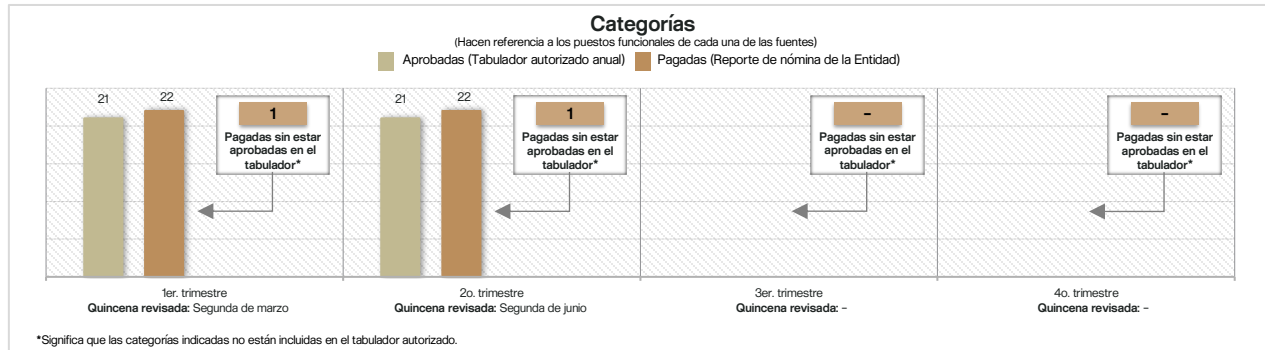 Categorías
(Hacen referencia a los puestos funcionales de cada una de las fuentes)
Aprobadas (Tabulador autorizado anual) Pagadas (Reporte de nómina de la Entidad)
21
22
1
Pagadas sin estar
aprobadas en el
tabulador*
21
22
1
Pagadas sin estar
aprobadas en el
tabulador*
–
Pagadas sin estar
aprobadas en el
tabulador*
–
Pagadas sin estar
aprobadas en el
tabulador*
1er. trimestre
Quincena revisada: Segunda de marzo
2o. trimestre
Quincena revisada: Segunda de junio
3er. trimestre
Quincena revisada: –
4o. trimestre
Quincena revisada: –
*Significa que las categorías indicadas no están incluidas en el tabulador autorizado.